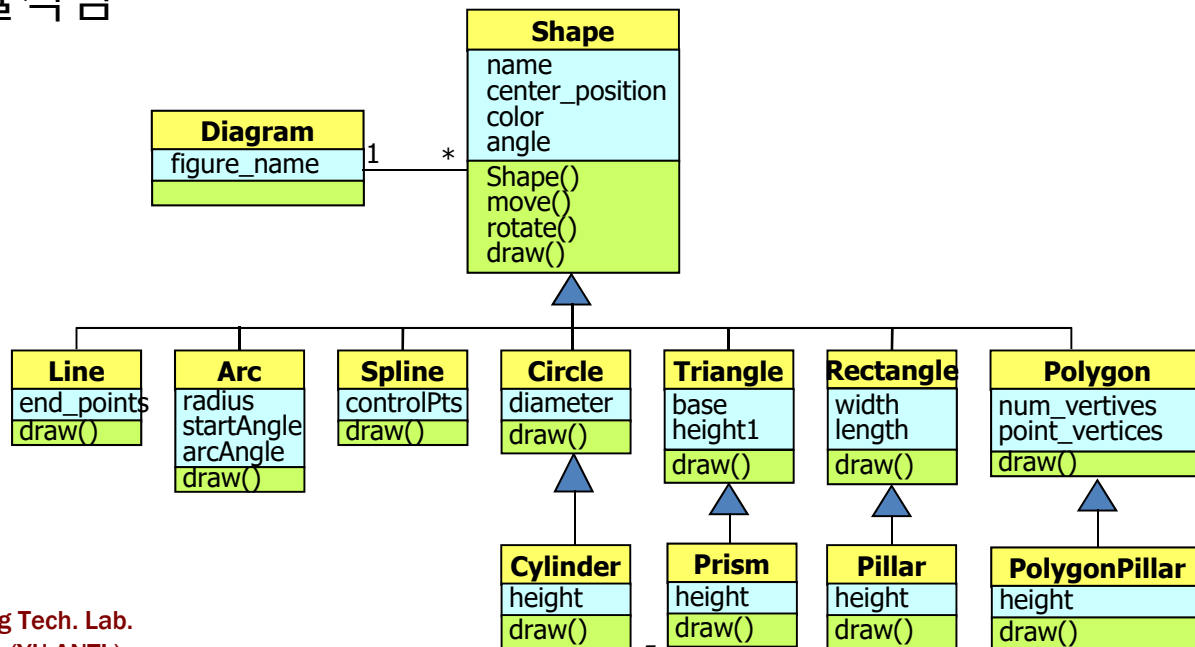 Shape
name
center_position
color
angle
Shape()
move()
rotate()
draw()
Diagram
figure_name
1
*
Line
end_points
draw()
Arc
radius
startAngle
arcAngle
draw()
Spline
controlPts
draw()
Circle
diameter
draw()
Triangle
base
height1
draw()
Rectangle
width
length
draw()
Polygon
num_vertives
point_vertices
draw()
Cylinder
height
draw()
Prism
height
draw()
Pillar
height
draw()
PolygonPillar
height
draw()
g Tech. Lab.